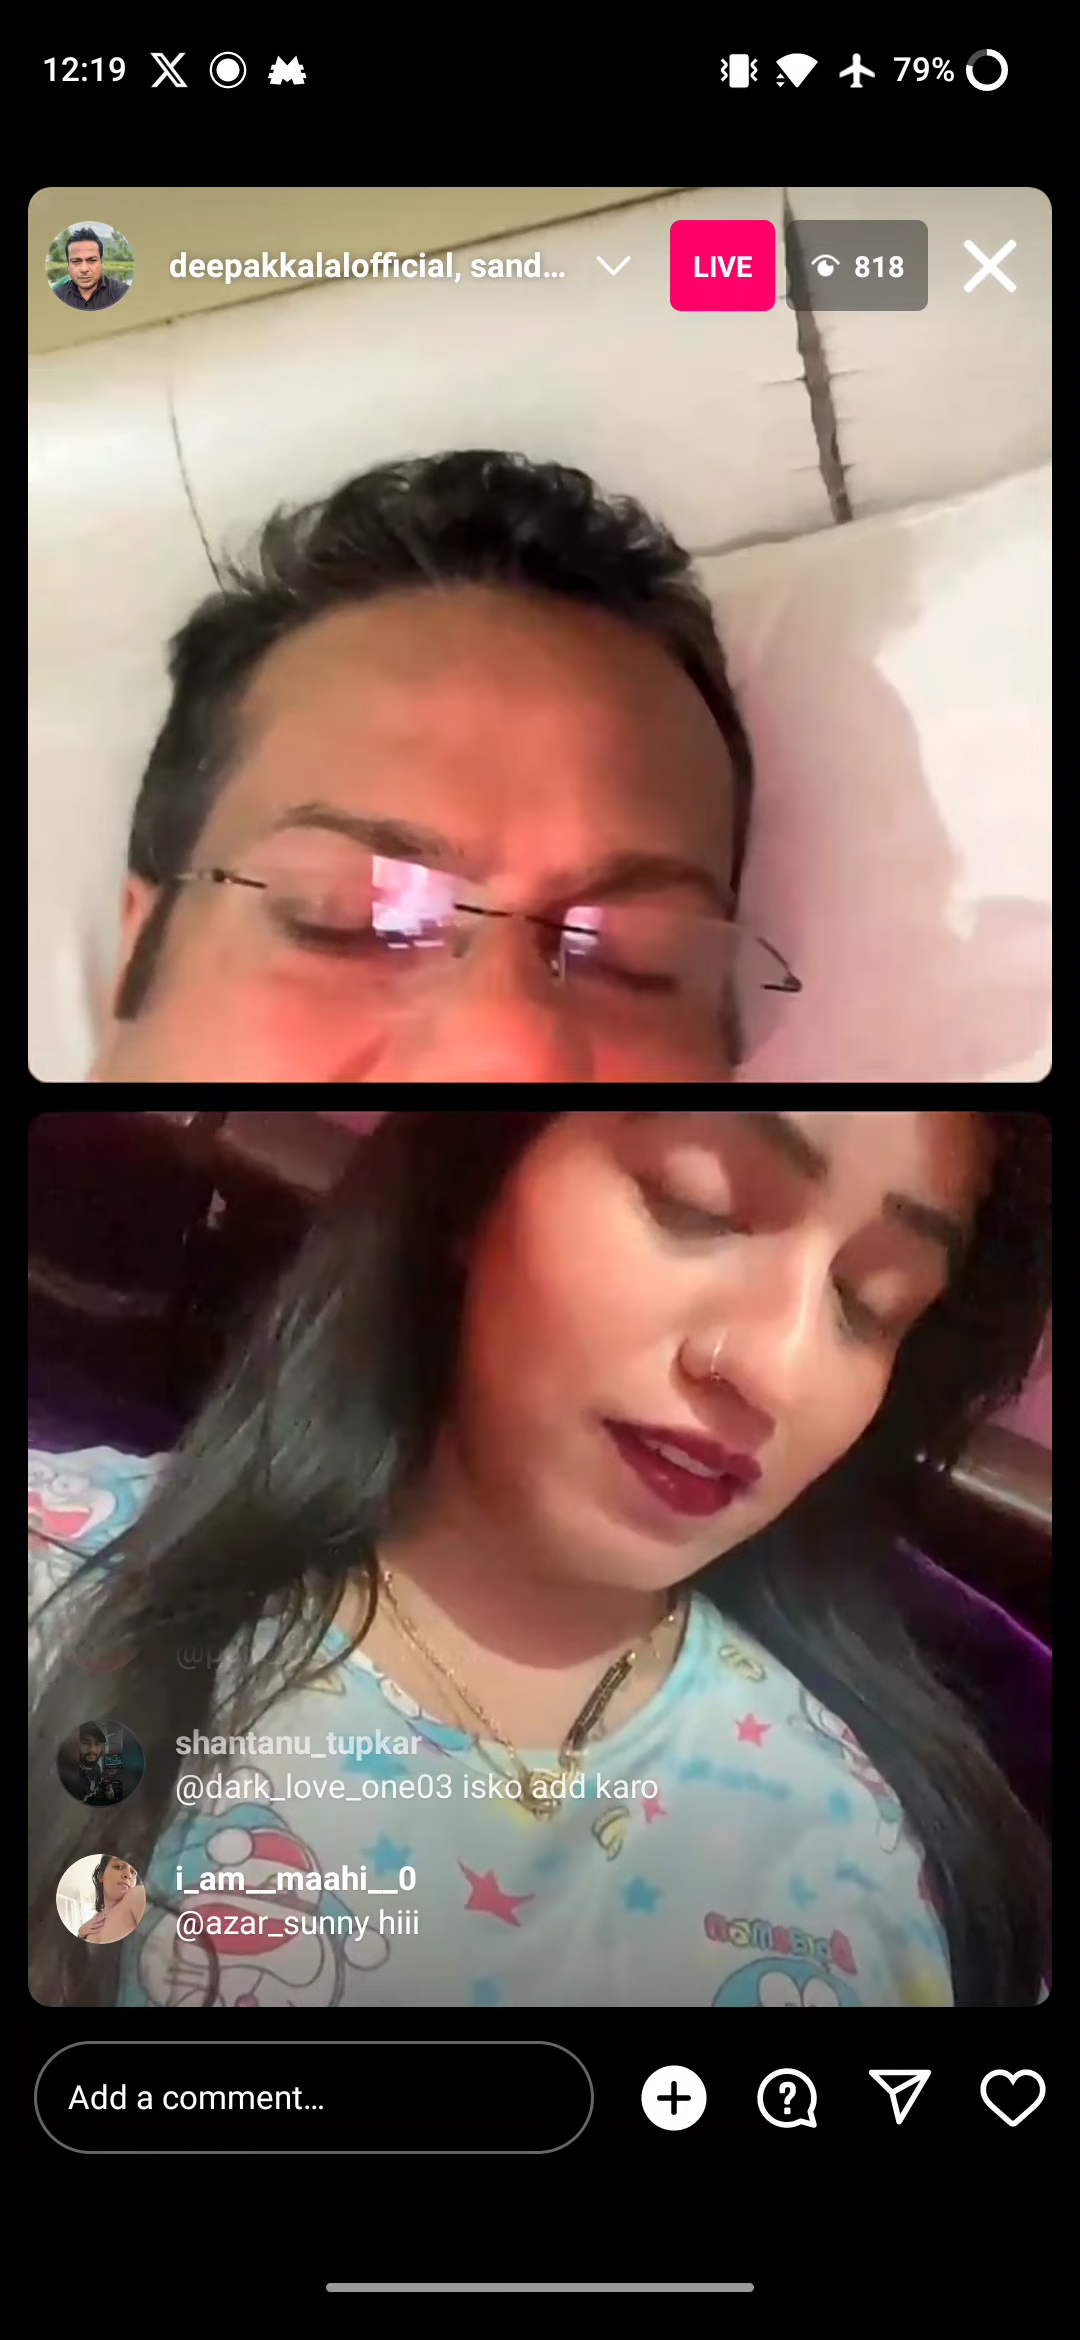 12:19
79%
deepakkalalofficial, sand...
LIVE
818
shantanu_tupkar
@dark_love_one03 isko add karo
i_am__maahi__0
@azar_sunny hiii
Add a comment...